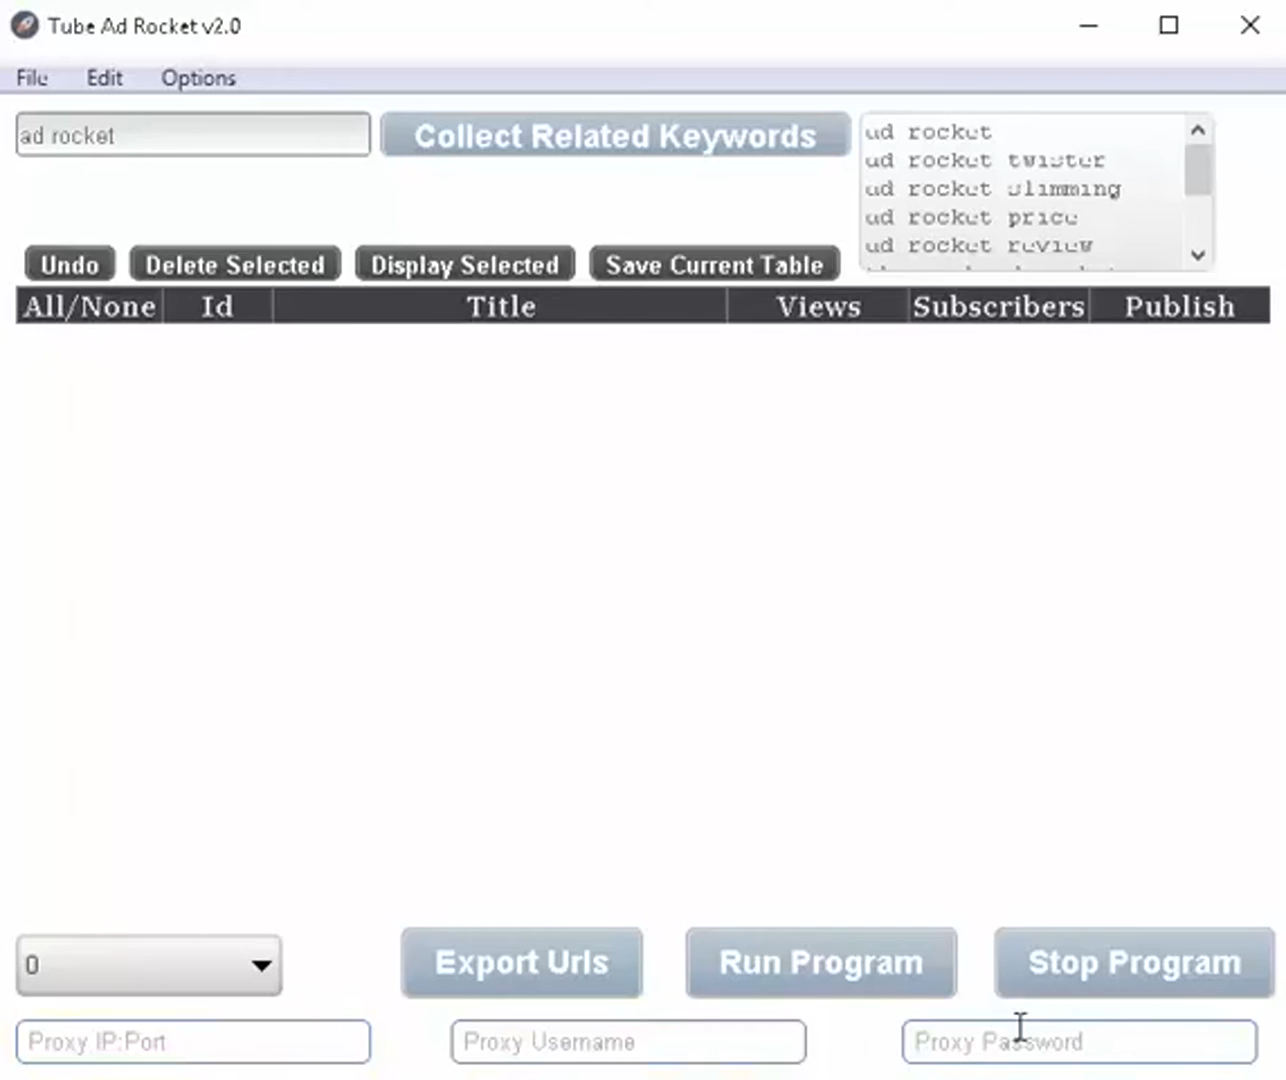 Tube Ad Rocket v2.0
File Edit Options
ad rocket
Collect Related Keywords
ad rocket
ad rocket twister
ad rocket slimming
ad rocket price
ad rocket review
Undo Delete Selected Display Selected Save Current Table
All/None Id Title Views Subscribers Publish
0
Export Urls Run Program Stop Program
Proxy IP:Port Proxy Username Proxy Password